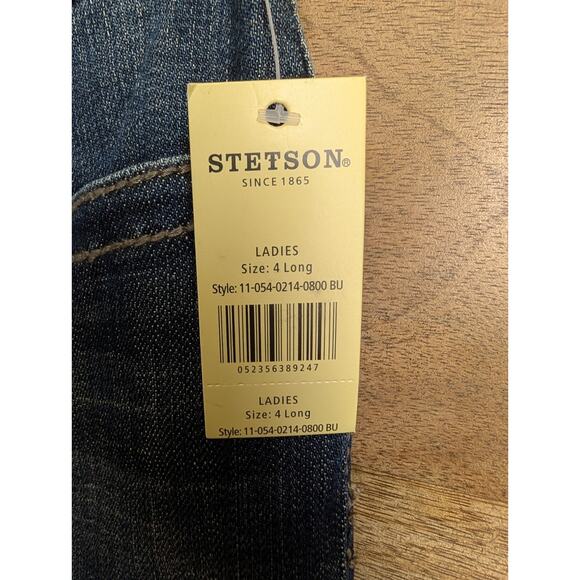 STETSON®
SINCE 1865
LADIES
Size: 4 Long
Style: 11-054-0214-0800 BU
052356389247
LADIES
Size: 4 Long
Style: 11-054-0214-0800 BU